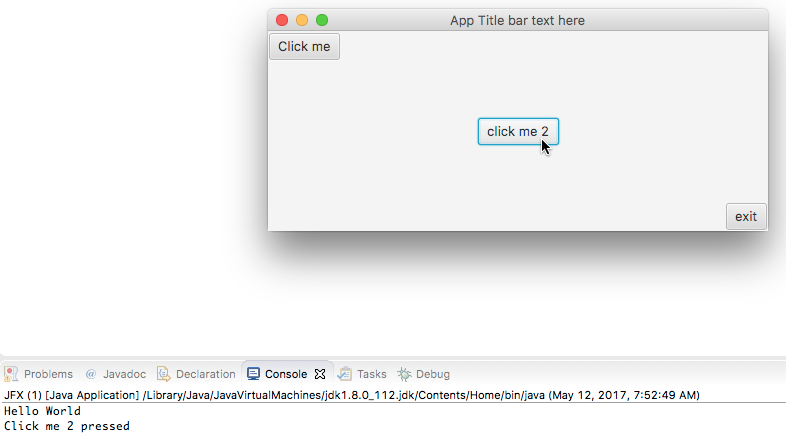 App Title bar text here
Click me
click me 2
exit
Problems @ Javadoc Declaration Console Tasks Debug
JFX (1) [Java Application] /Library/Java/JavaVirtualMachines/jdk1.8.0_112.jdk/Contents/Home/bin/java (May 12, 2017, 7:52:49 AM)
Hello World
Click me 2 pressed